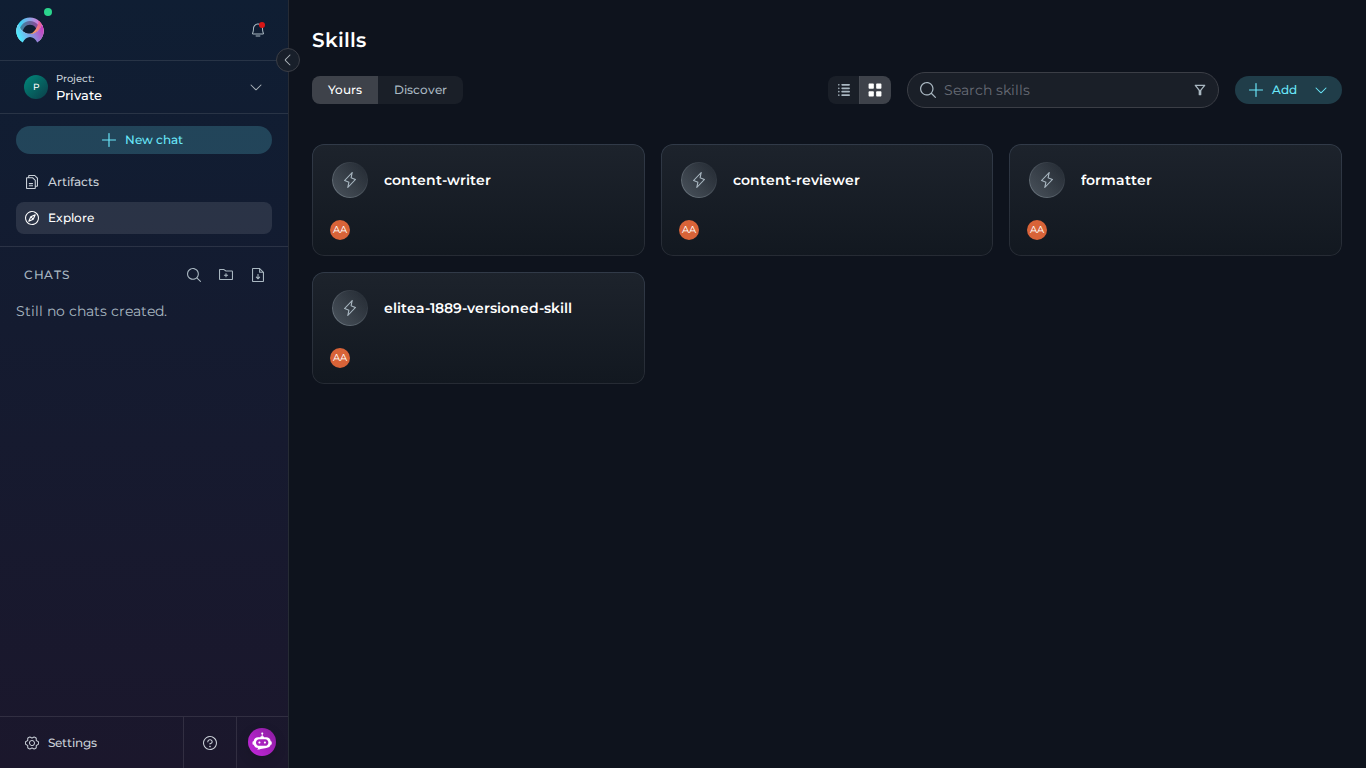 Skills
P
Project:
Private
Yours
Discover
Search skills
Add
New chat
Artifacts
Explore
CHATS
Still no chats created.
content-writer
AA
content-reviewer
AA
formatter
AA
elitea-1889-versioned-skill
AA
Settings